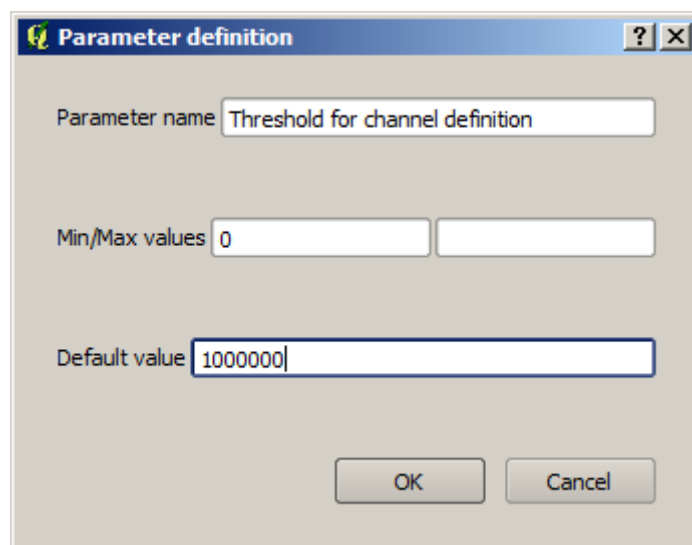 Parameter definition
Parameter name Threshold for channel definition
Min/Max values 0
Default value 1000000
OK Cancel